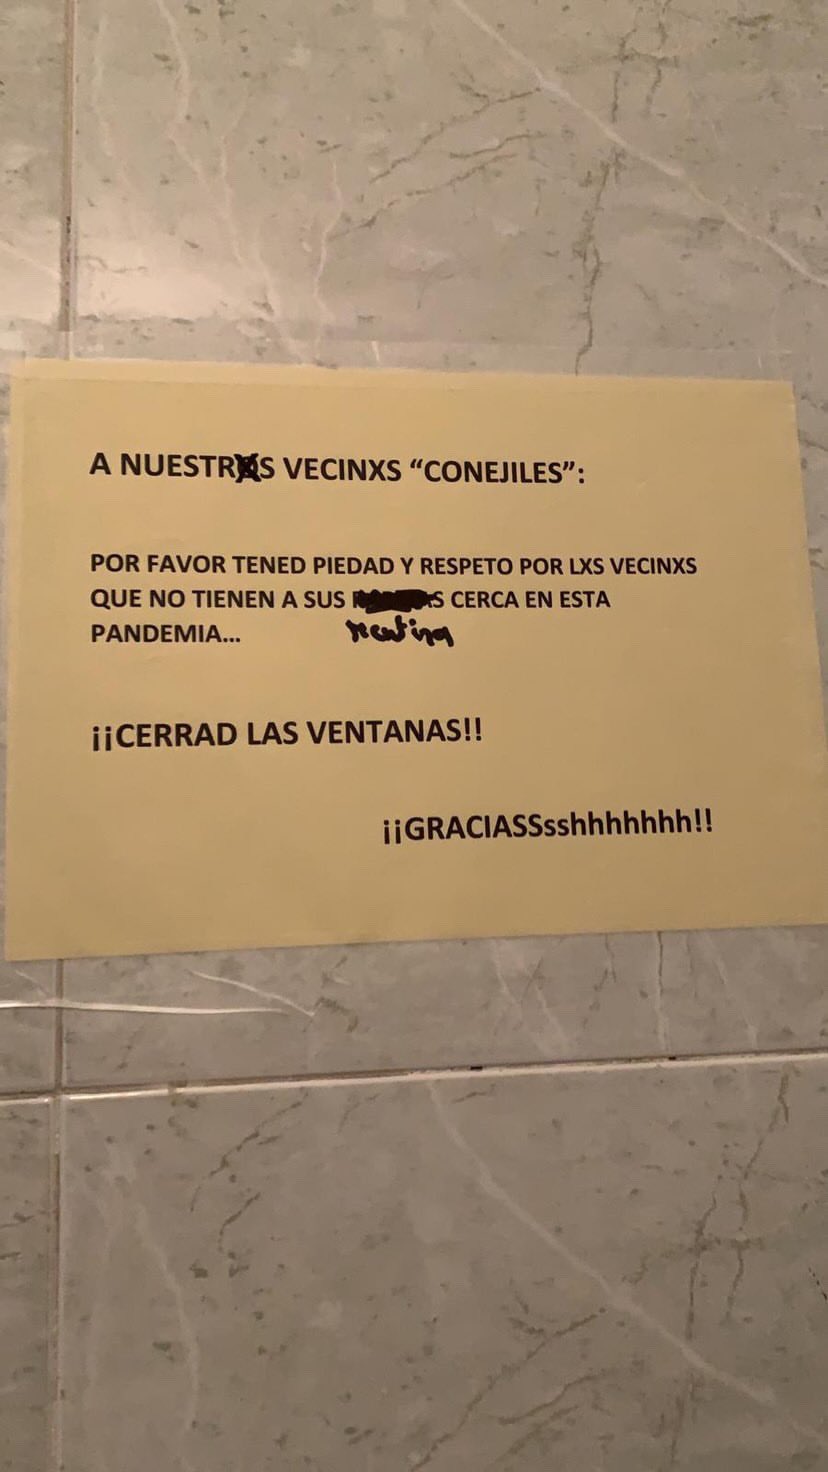 A NUESTRXS VECINXS “CONEJILES”:
POR FAVOR TENED PIEDAD Y RESPETO POR LXS VECINXS
QUE NO TIENEN A SUS CERCA EN ESTA
PANDEMIA...
¡¡CERRAD LAS VENTANAS!!
¡¡GRACIASSsshhhhhhh!!